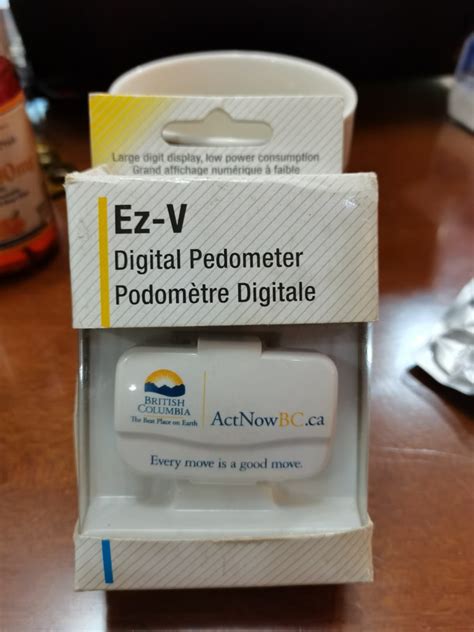 Large digit display, low power consumption
Grand affichage numérique à faible
Ez-V
Digital Pedometer
Podomètre Digitale
BRITISH
COLUMBIA
The Best Place on Earth
ActNowBC.ca
Every move is a good move.